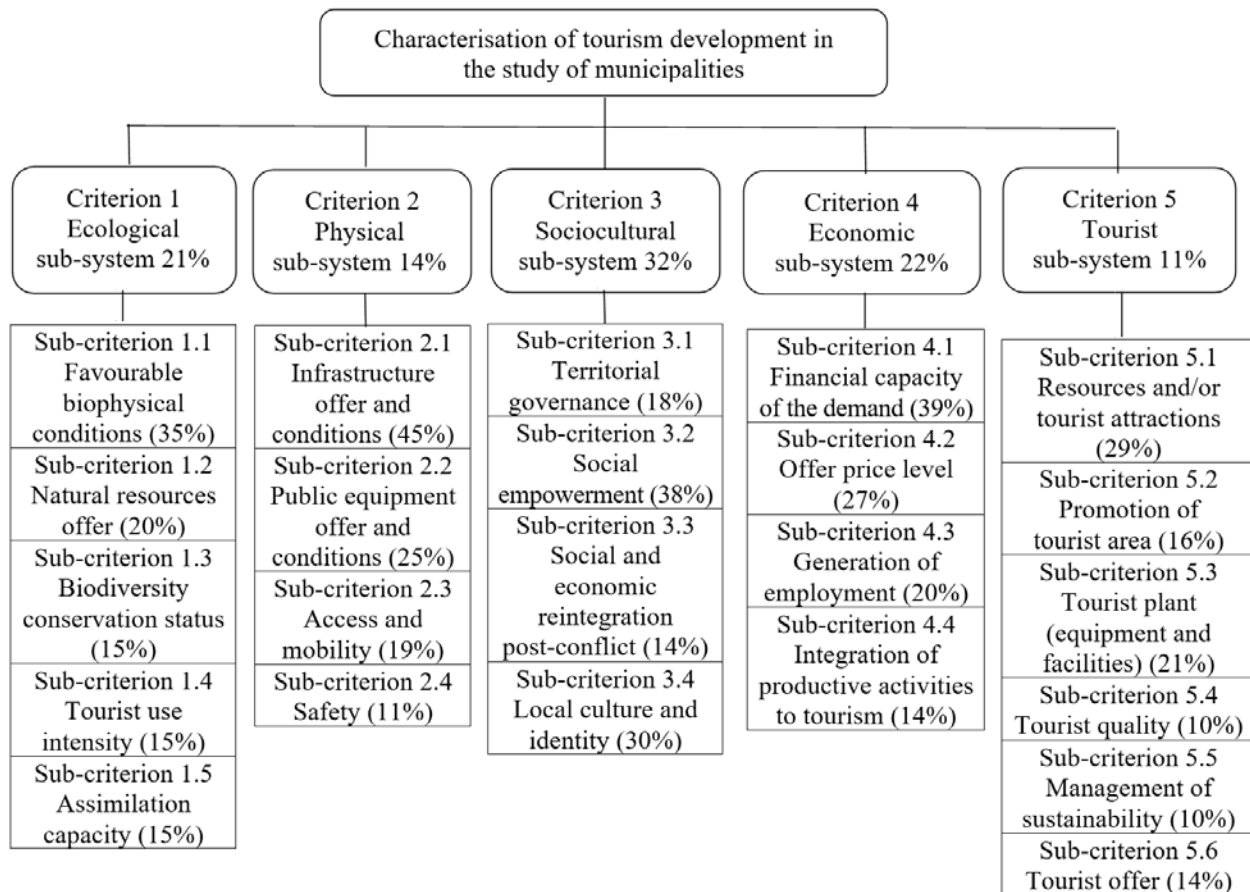 Characterisation of tourism development in
the study of municipalities
Criterion 1
Ecological
sub-system 21%
Criterion 2
Physical
sub-system 14%
Criterion 3
Sociocultural
sub-system 32%
Criterion 4
Economic
sub-system 22%
Criterion 5
Tourist
sub-system 11%
Sub-criterion 1.1
Favourable
biophysical
conditions (35%)
Sub-criterion 1.2
Natural resources
offer (20%)
Sub-criterion 1.3
Biodiversity
conservation status
(15%)
Sub-criterion 1.4
Tourist use
intensity (15%)
Sub-criterion 1.5
Assimilation
capacity (15%)
Sub-criterion 2.1
Infrastructure
offer and
conditions (45%)
Sub-criterion 2.2
Public equipment
offer and
conditions (25%)
Sub-criterion 2.3
Access and
mobility (19%)
Sub-criterion 2.4
Safety (11%)
Sub-criterion 3.1
Territorial
governance (18%)
Sub-criterion 3.2
Social
empowerment (38%)
Sub-criterion 3.3
Social and
economic
reintegration
post-conflict (14%)
Sub-criterion 3.4
Local culture and
identity (30%)
Sub-criterion 4.1
Financial capacity
of the demand (39%)
Sub-criterion 4.2
Offer price level
(27%)
Sub-criterion 4.3
Generation of
employment (20%)
Sub-criterion 4.4
Integration of
productive activities
to tourism (14%)
Sub-criterion 5.1
Resources and/or
tourist attractions
(29%)
Sub-criterion 5.2
Promotion of
tourist area (16%)
Sub-criterion 5.3
Tourist plant
(equipment and
facilities) (21%)
Sub-criterion 5.4
Tourist quality (10%)
Sub-criterion 5.5
Management of
sustainability (10%)
Sub-criterion 5.6
Tourist offer (14%)